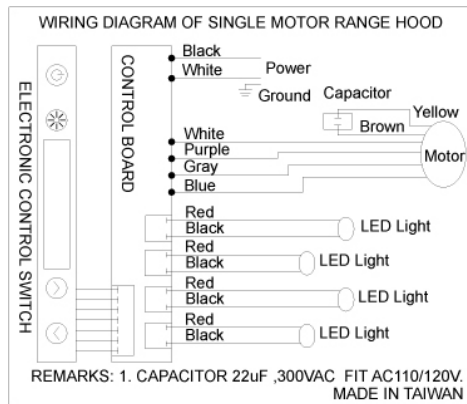 WIRING DIAGRAM OF SINGLE MOTOR RANGE HOOD
ELECTRONIC CONTROL SWITCH
CONTROL BOARD
Black
White
Power
Ground
Capacitor
Yellow
Brown
Motor
White
Purple
Gray
Blue
Red
Black
LED Light
Red
Black
LED Light
Red
Black
LED Light
Red
Black
LED Light
REMARKS: 1. CAPACITOR 22uF ,300VAC FIT AC110/120V.
MADE IN TAIWAN